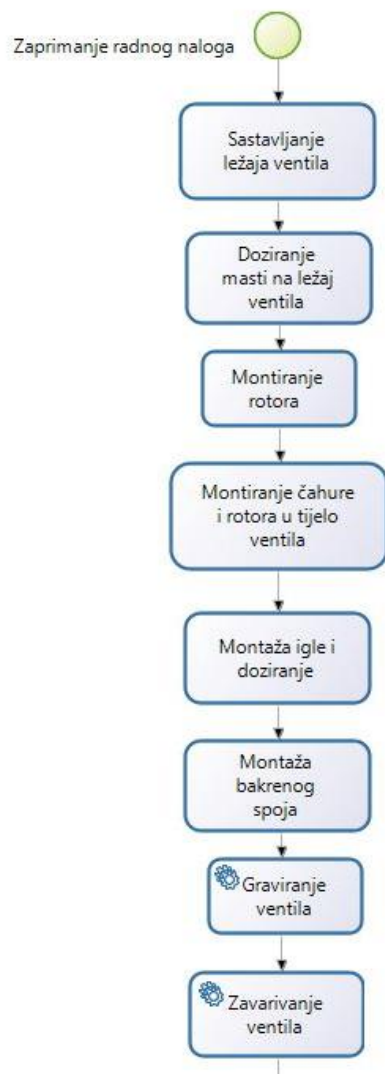 Zaprimanje radnog naloga
Sastavljanje
ležaja ventila
Doziranje
masti na ležaj
ventila
Montiranje
rotora
Montiranje čahure
i rotora u tijelo
ventila
Montaža igle i
doziranje
Montaža
bakrenog
spoja
Graviranje
ventila
Zavarivanje
ventila